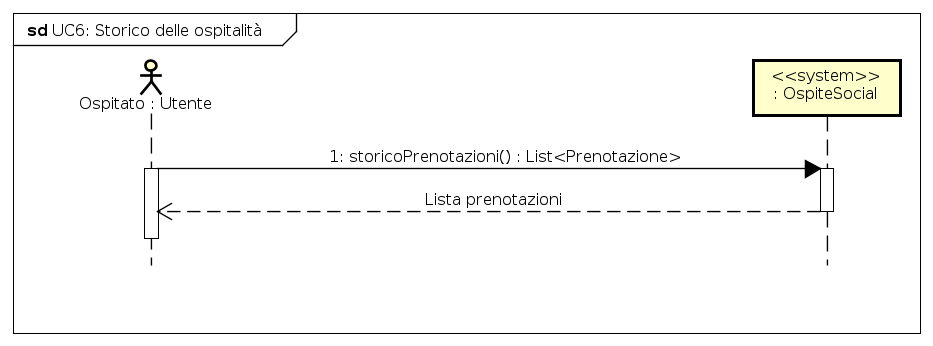 sd UC6: Storico delle ospitalità
Ospitato : Utente
<<system>>
: OspiteSocial
1: storicoPrenotazioni() : List<Prenotazione>
Lista prenotazioni